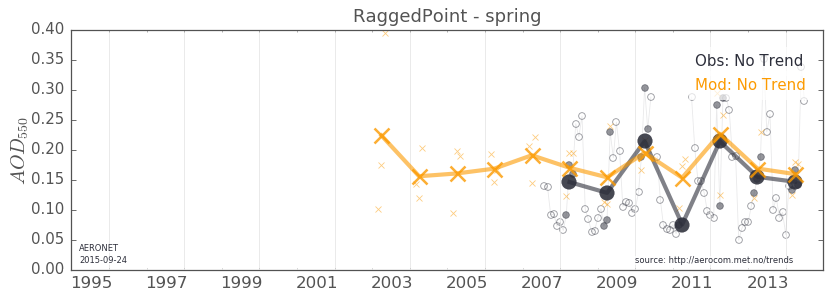 RaggedPoint - spring
0.40
0.35
0.30
0.25
0.20
0.15
0.10
0.05
0.00
AOD550
Obs: No Trend
Mod: No Trend
AERONET
2015-09-24
source: http://aerocom.met.no/trends
1995 1997 1999 2001 2003 2005 2007 2009 2011 2013